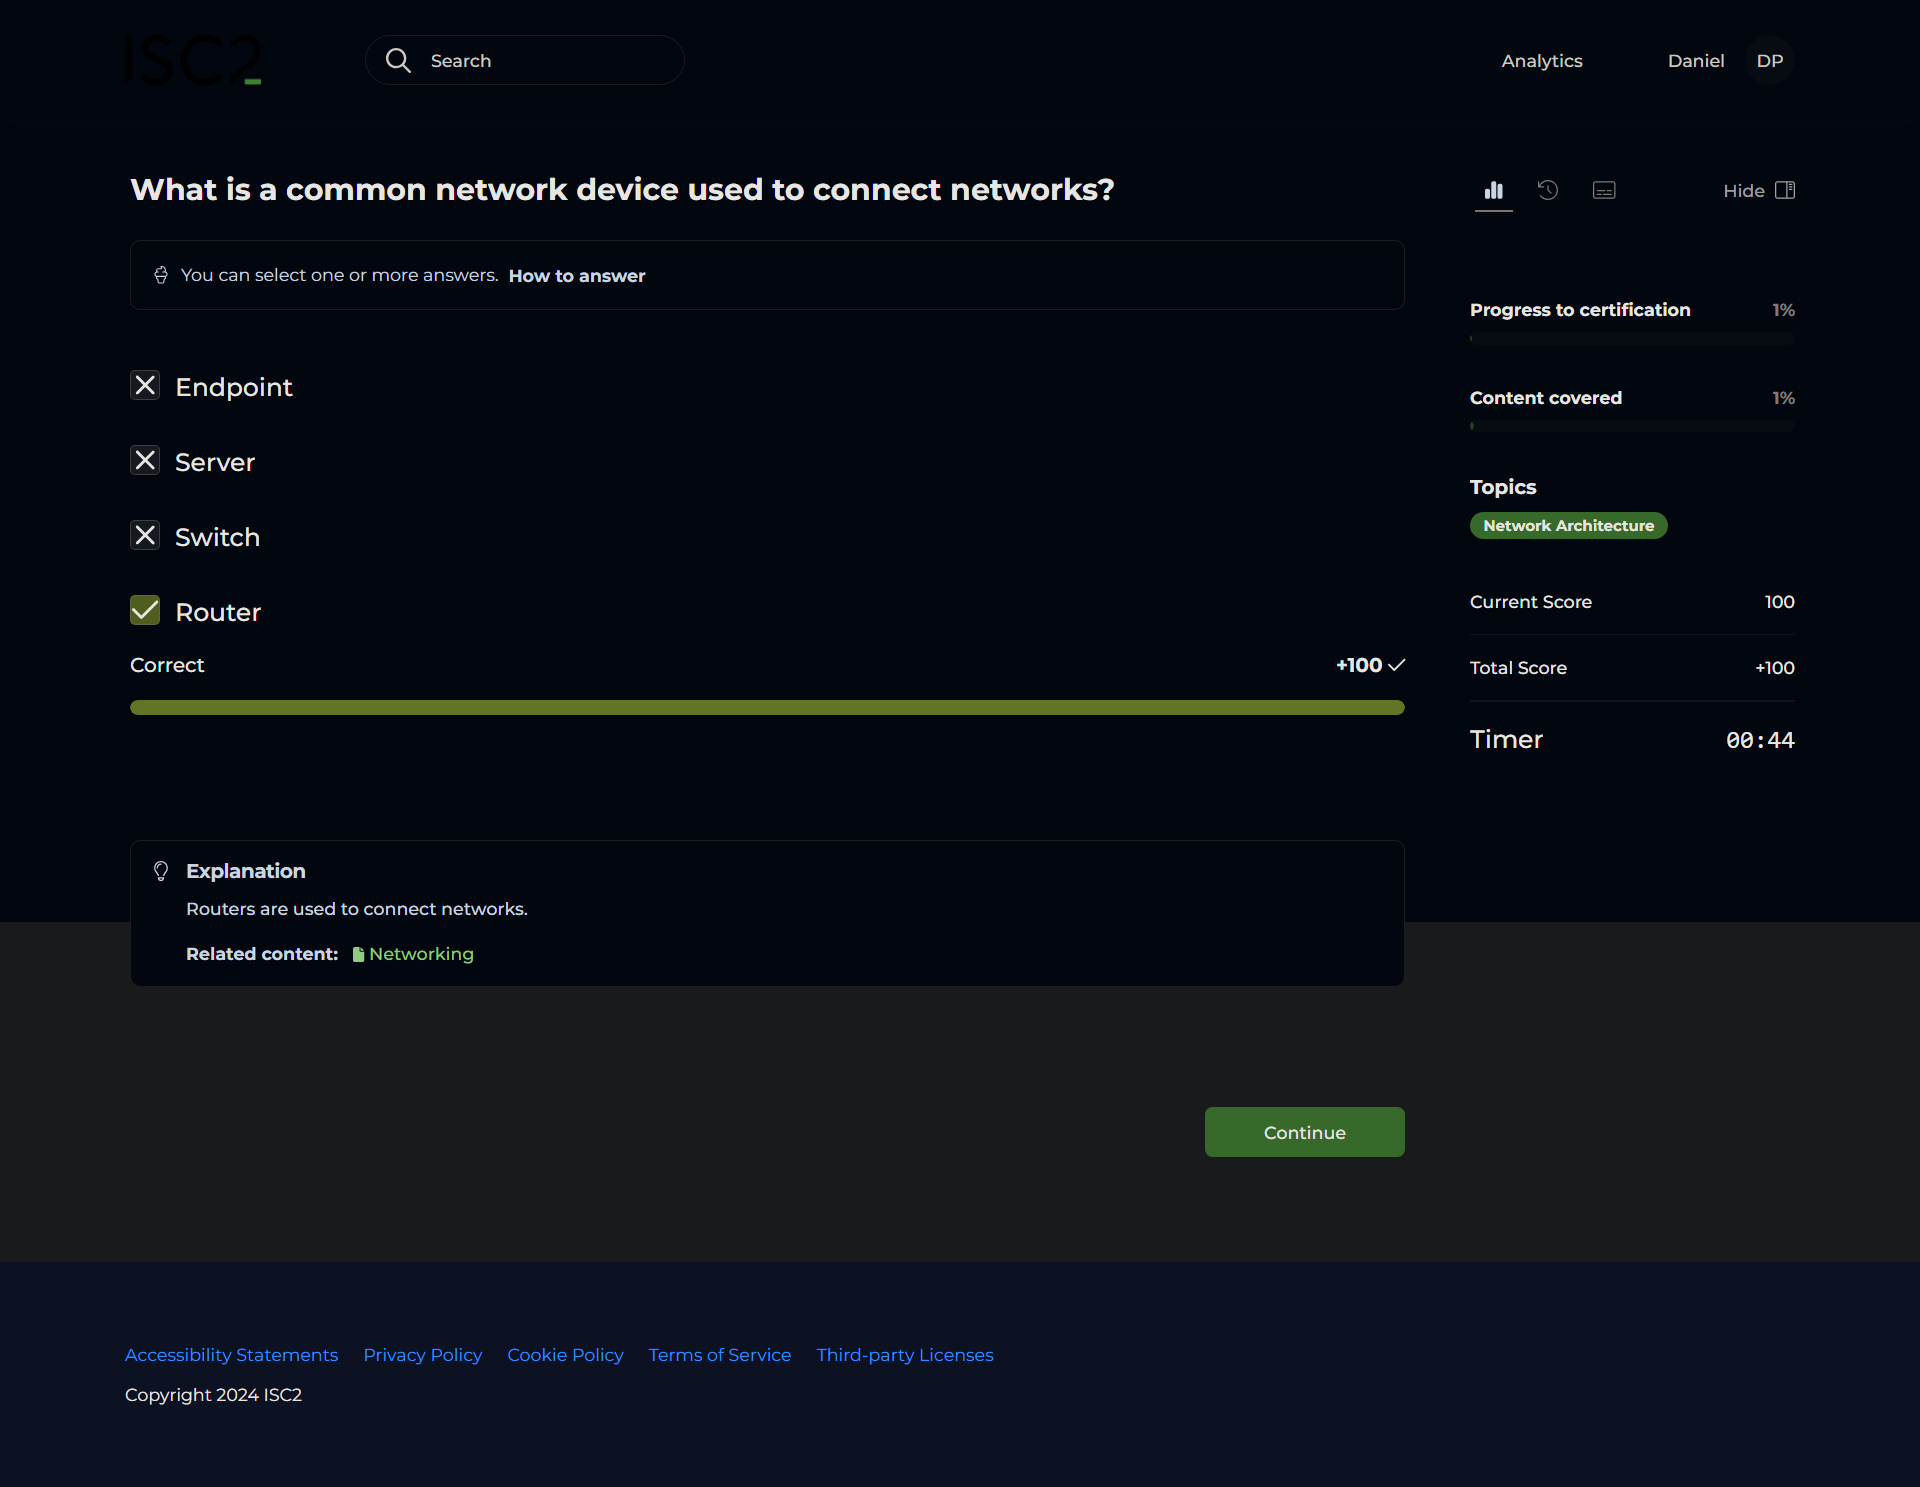 ISC2
Search
Analytics
Daniel
DP
What is a common network device used to connect networks?
You can select one or more answers. How to answer
Endpoint
Server
Switch
Router
Correct
+100
Hide
Progress to certification
1%
Content covered
1%
Topics
Network Architecture
Current Score
100
Total Score
+100
Timer
00:44
Explanation
Routers are used to connect networks.
Related content: Networking
Continue
Accessibility Statements Privacy Policy Cookie Policy Terms of Service Third-party Licenses
Copyright 2024 ISC2